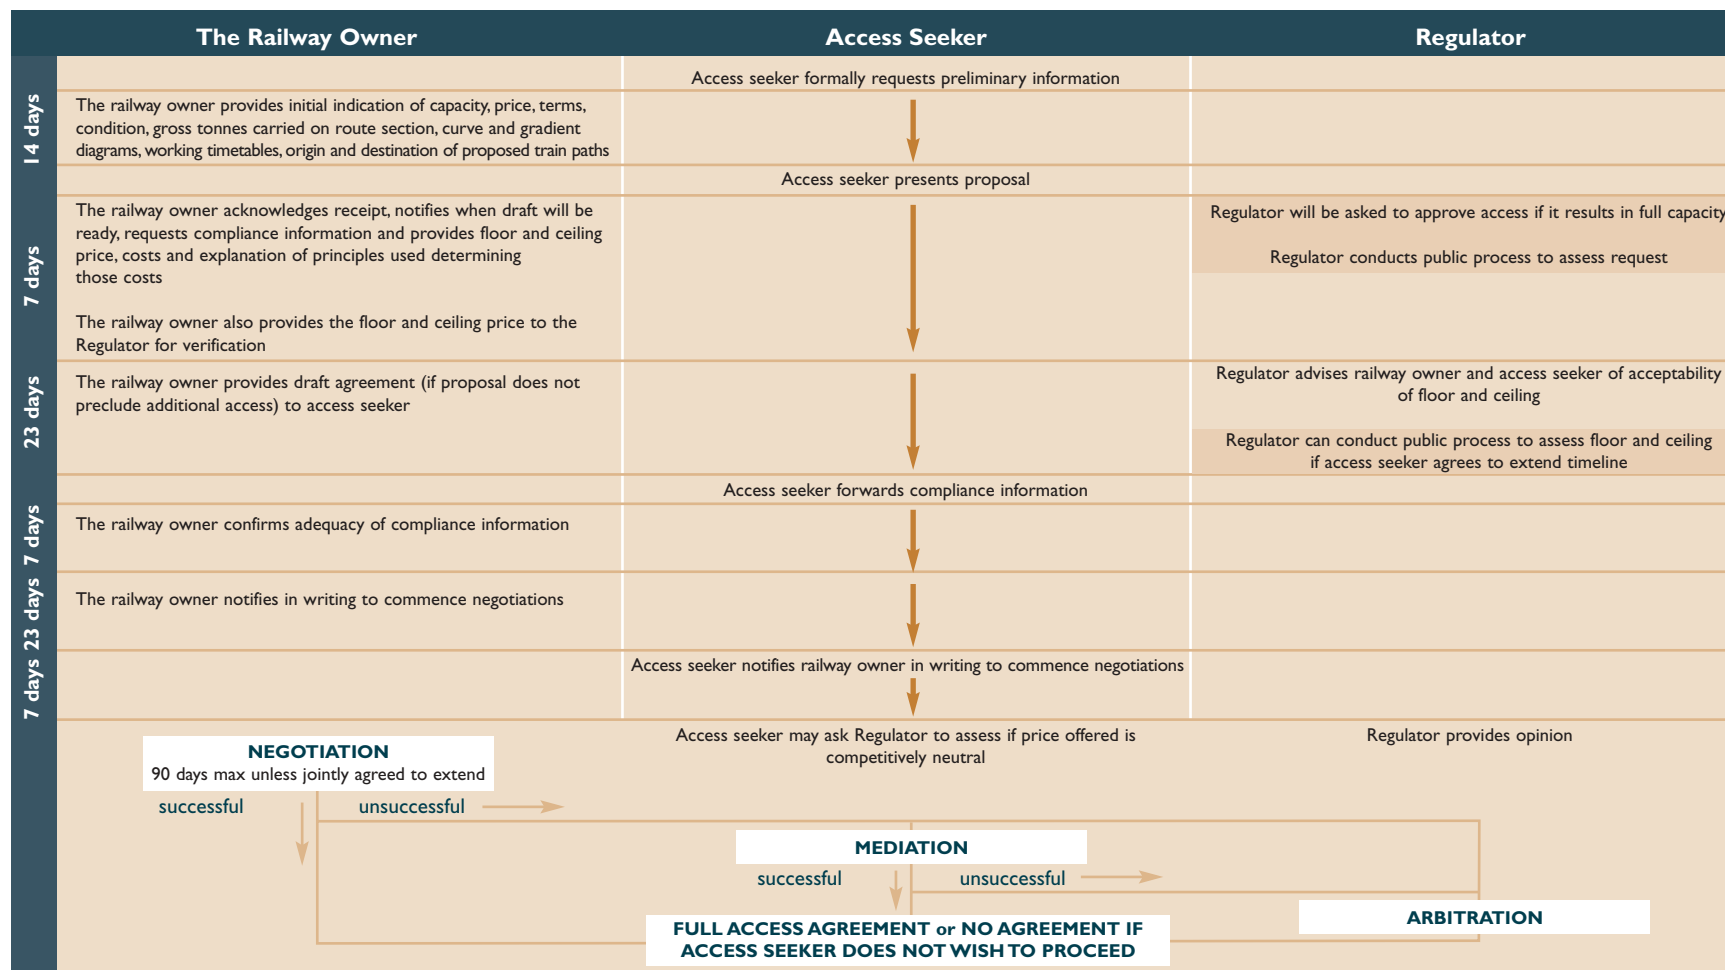 The Railway Owner
Access Seeker
Regulator
14 days
Access seeker formally requests preliminary information
The railway owner provides initial indication of capacity, price, terms,
condition, gross tonnes carried on route section, curve and gradient
diagrams, working timetables, origin and destination of proposed train paths
Access seeker presents proposal
7 days
The railway owner acknowledges receipt, notifies when draft will be
ready, requests compliance information and provides floor and ceiling
price, costs and explanation of principles used determining
those costs
The railway owner also provides the floor and ceiling price to the
Regulator for verification
Regulator will be asked to approve access if it results in full capacity
Regulator conducts public process to assess request
23 days
The railway owner provides draft agreement (if proposal does not
preclude additional access) to access seeker
Regulator advises railway owner and access seeker of acceptability
of floor and ceiling
Regulator can conduct public process to assess floor and ceiling
if access seeker agrees to extend timeline
Access seeker forwards compliance information
7 days
The railway owner confirms adequacy of compliance information
23 days
The railway owner notifies in writing to commence negotiations
7 days
Access seeker notifies railway owner in writing to commence negotiations
Access seeker may ask Regulator to assess if price offered is
competitively neutral
Regulator provides opinion
NEGOTIATION
90 days max unless jointly agreed to extend
successful
unsuccessful
MEDIATION
successful
unsuccessful
ARBITRATION
FULL ACCESS AGREEMENT or NO AGREEMENT IF
ACCESS SEEKER DOES NOT WISH TO PROCEED